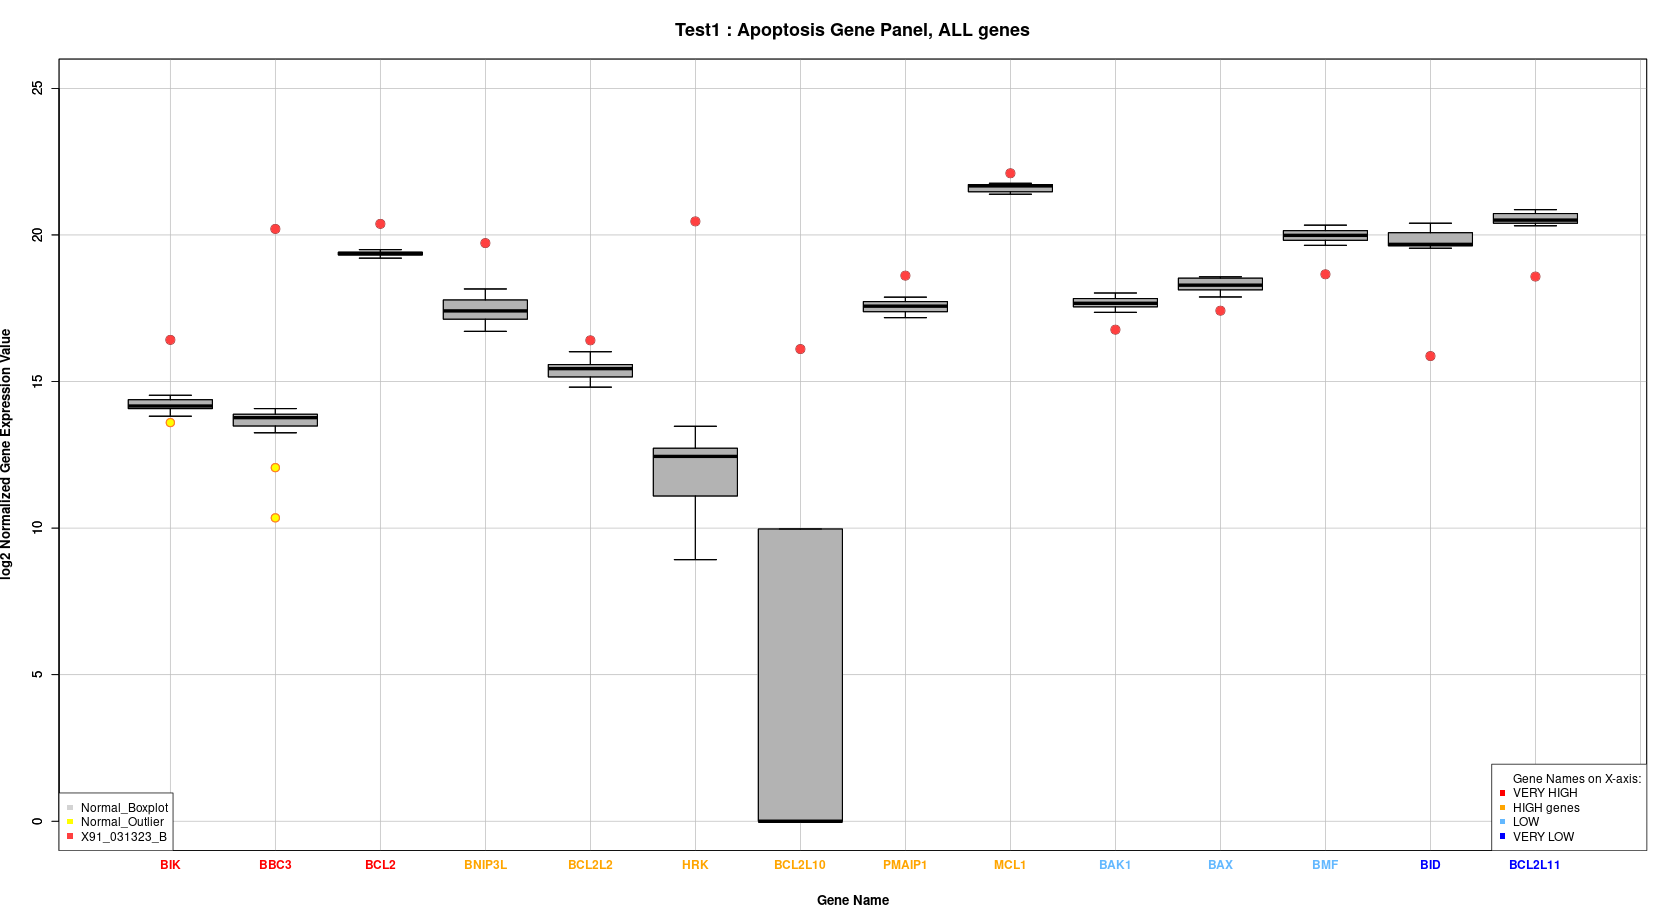 Test1 : Apoptosis Gene Panel, ALL genes
log2 Normalized Gene Expression Value
25
20
15
10
5
0
Normal_Boxplot
Normal_Outlier
X91_031323_B
Gene Names on X-axis:
VERY HIGH
HIGH genes
LOW
VERY LOW
BIK BBC3 BCL2 BNIP3L BCL2L2 HRK BCL2L10 PMAIP1 MCL1 BAK1 BAX BMF BID BCL2L11
Gene Name